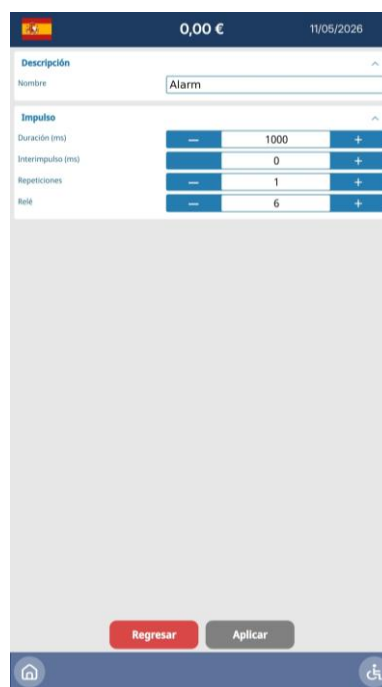 0,00 €
11/05/2026
Descripción
Nombre
Alarm
Impulso
Duración (ms)
— 1000 +
Interimpulso (ms)
0 +
Repeticiones
— 1 +
Relé
— 6 +
Regresar
Aplicar